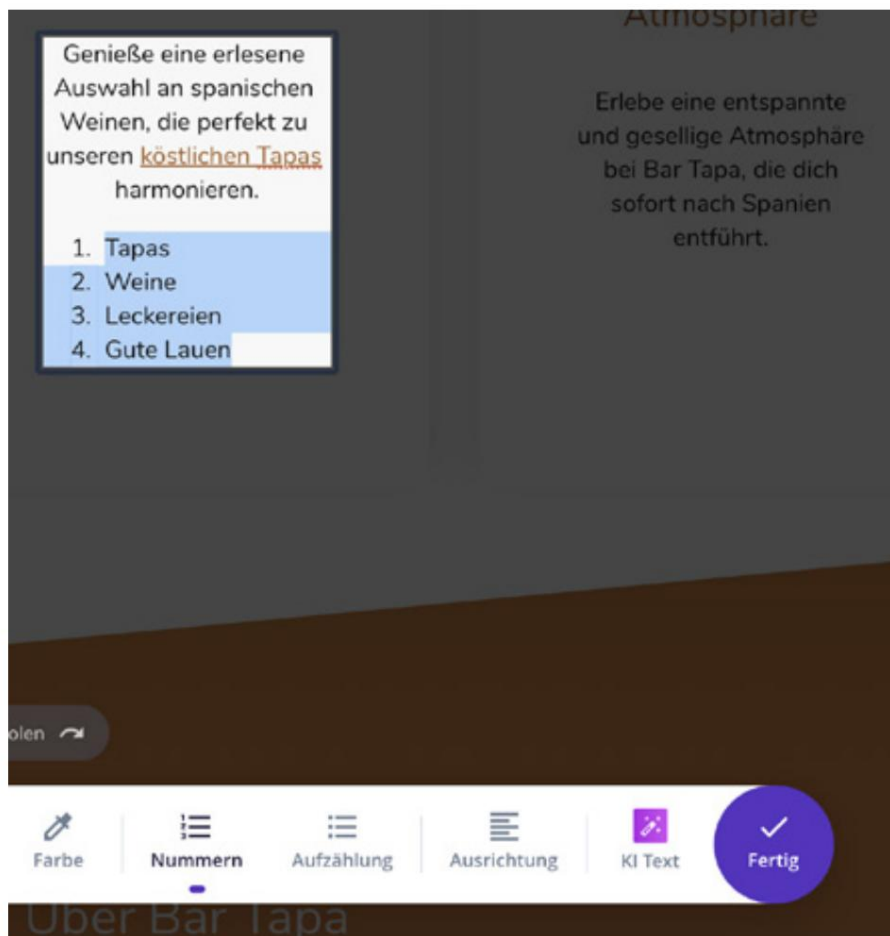 Genieße eine erlesene
Auswahl an spanischen
Weinen, die perfekt zu
unseren köstlichen Tapas
harmonieren.
1. Tapas
2. Weine
3. Leckereien
4. Gute Lauen
Atmosphäre
Erlebe eine entspannte
und gesellige Atmosphäre
bei Bar Tapa, die dich
sofort nach Spanien
entführt.
olen
Farbe
Nummern
Aufzählung
Ausrichtung
KI Text
Fertig
Über Bar Tapa